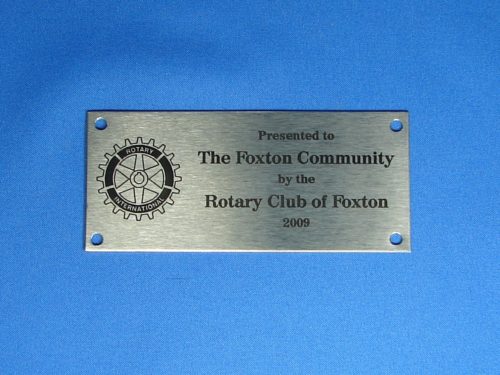 ROTARY
INTERNATIONAL
Presented to
The Foxton Community
by the
Rotary Club of Foxton
2009